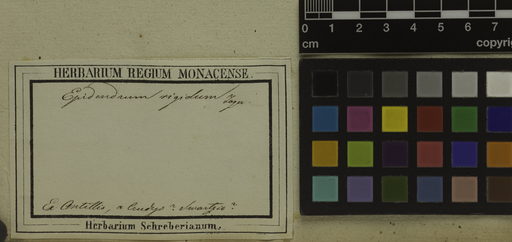 HERBARIUM REGIUM MONACENSE.
Epidendrum rigidum
Ex Antillis,
Herbarium Schreberianum.
0 1 2 3 4 5 6 7
cm
copyrig